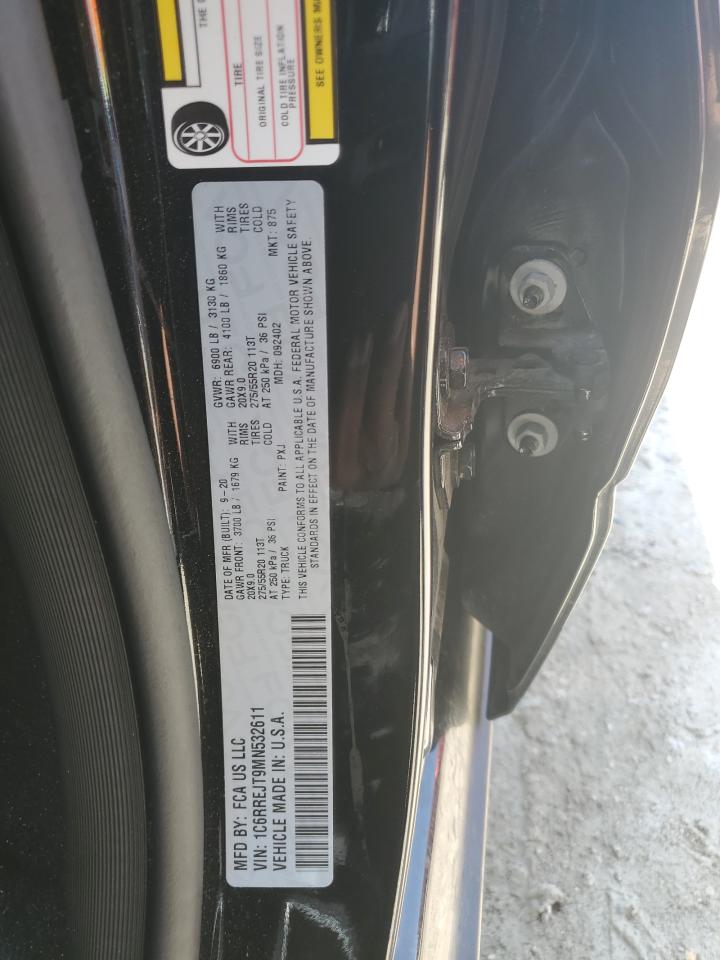 THE C
TIRE
ORIGINAL TIRE SIZE
COLD TIRE INFLATION
PRESSURE
SEE OWNERS MA
MFD BY: FCA US LLC
VIN: 1C6RREJT9MN532611
VEHICLE MADE IN: U.S.A.
DATE OF MFR (BUILT): 9-20 GVWR: 6900 LB / 3130 KG
GAWR FRONT: 3700 LB / 1679 KG WITH GAWR REAR: 4100 LB / 1860 KG WITH
20X9.0 RIMS 20X9.0 RIMS
275/55R20 113T TIRES 275/55R20 113T TIRES
AT 250 kPa / 36 PSI COLD AT 250 kPa / 36 PSI COLD
TYPE: TRUCK PAINT: PXJ MDH: 092402 MKT: 875
THIS VEHICLE CONFORMS TO ALL APPLICABLE U.S.A. FEDERAL MOTOR VEHICLE SAFETY
STANDARDS IN EFFECT ON THE DATE OF MANUFACTURE SHOWN ABOVE.